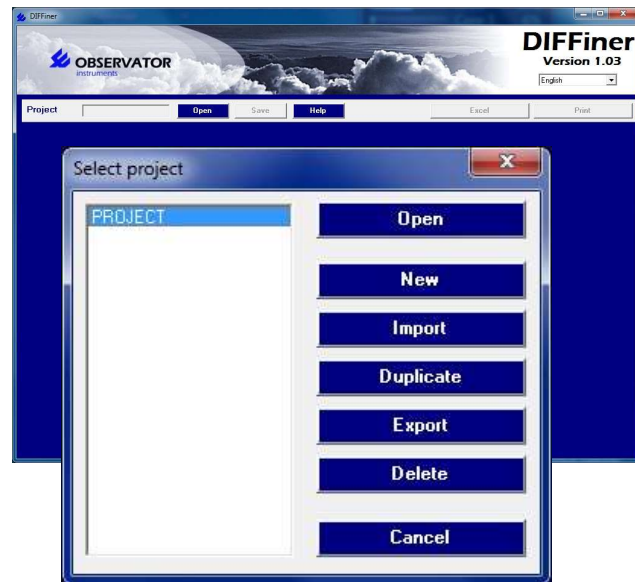 DIFFiner
DIFFiner
OBSERVATOR
instruments
Version 1.03
English
Project Open Save Help Excel Print
Select project
PROJECT
Open
New
Import
Duplicate
Export
Delete
Cancel